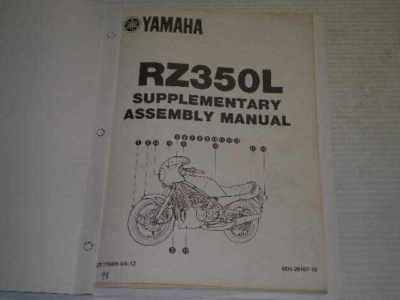 YAMAHA
RZ350L
SUPPLEMENTARY
ASSEMBLY MANUAL